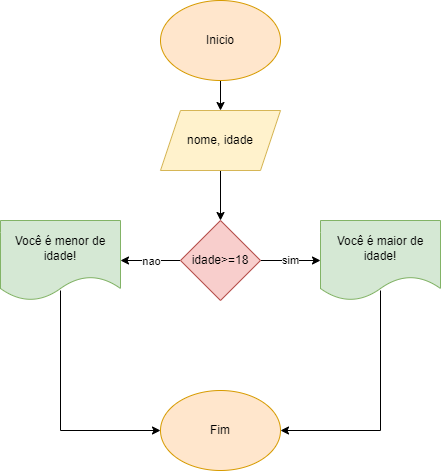 Inicio
nome, idade
Você é menor de
idade!
nao
idade>=18
sim
Você é maior de
idade!
Fim